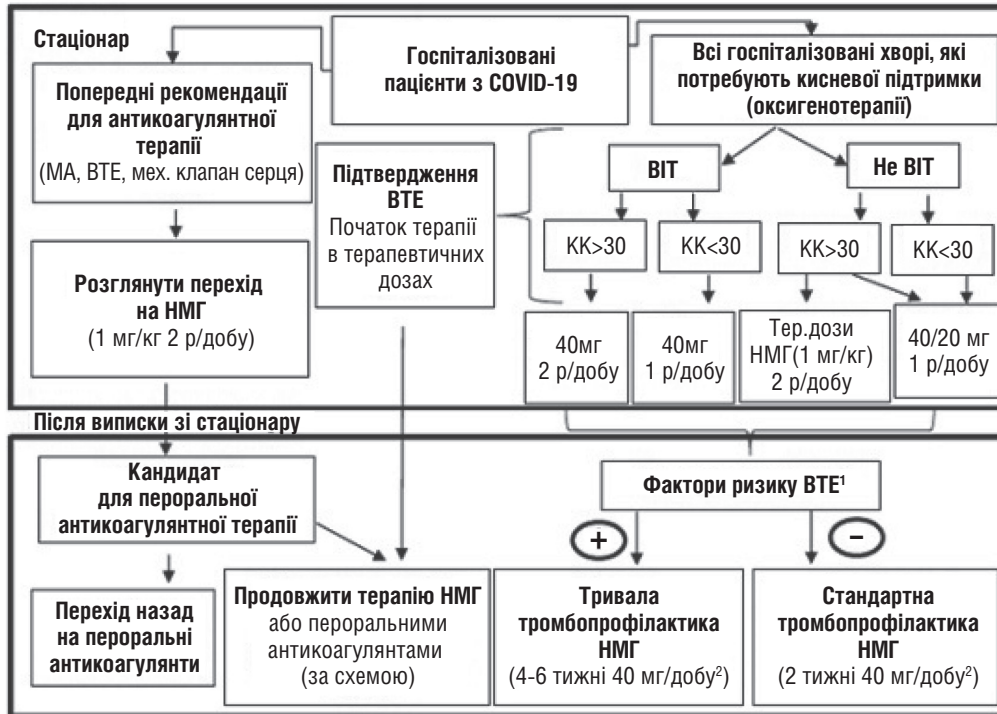 Стаціонар
Госпіталізовані
пацієнти з COVID-19
Всі госпіталізовані хворі, які
потребують кисневої підтримки
(оксигенотерапії)
Попередні рекомендації
для антикоагулянтної
терапії
(МА, ВТЕ, мех. клапан серця)
Підтвердження
ВТЕ
Початок терапії
в терапевтичних
дозах
ВІТ
Не ВІТ
КК>30
КК<30
КК>30
КК<30
Розглянути перехід
на НМГ
(1 мг/кг 2 р/добу)
40мг
2 р/добу
40мг
1 р/добу
Тер.дози
НМГ(1 мг/кг)
2 р/добу
40/20 мг
1 р/добу
Після виписки зі стаціонару
Кандидат
для пероральної
антикоагулянтної терапії
Фактори ризику ВТЕ¹
+
−
Перехід назад
на пероральні
антикоагулянти
Продовжити терапію НМГ
або пероральними
антикоагулянтами
(за схемою)
Тривала
тромбопрофілактика
НМГ
(4-6 тижні 40 мг/добу²)
Стандартна
тромбопрофілактика
НМГ
(2 тижні 40 мг/добу²)